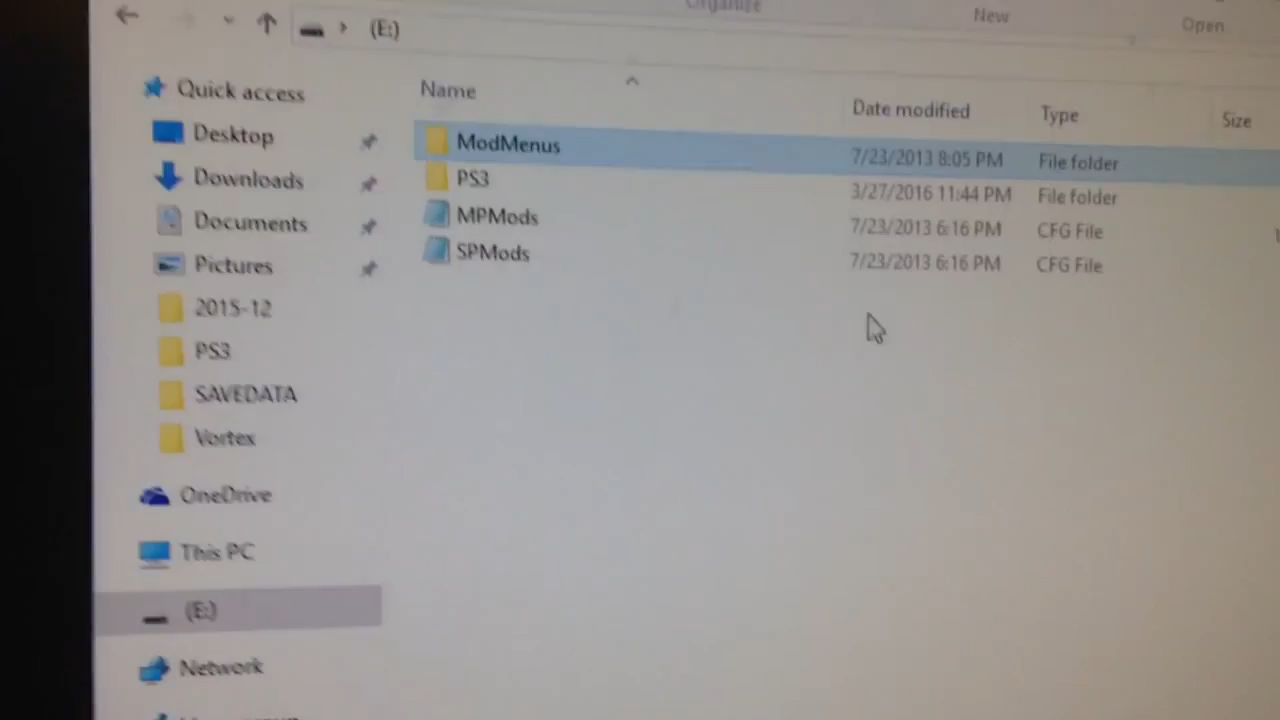 Organize
New
Open
(E:)
Quick access
Desktop
Downloads
Documents
Pictures
2015-12
PS3
SAVEDATA
Vortex
OneDrive
This PC
(E:)
Network
Name
Date modified
Type
Size
ModMenus
7/23/2013 8:05 PM
File folder
PS3
3/27/2016 11:44 PM
File folder
MPMods
7/23/2013 6:16 PM
CFG File
SPMods
7/23/2013 6:16 PM
CFG File